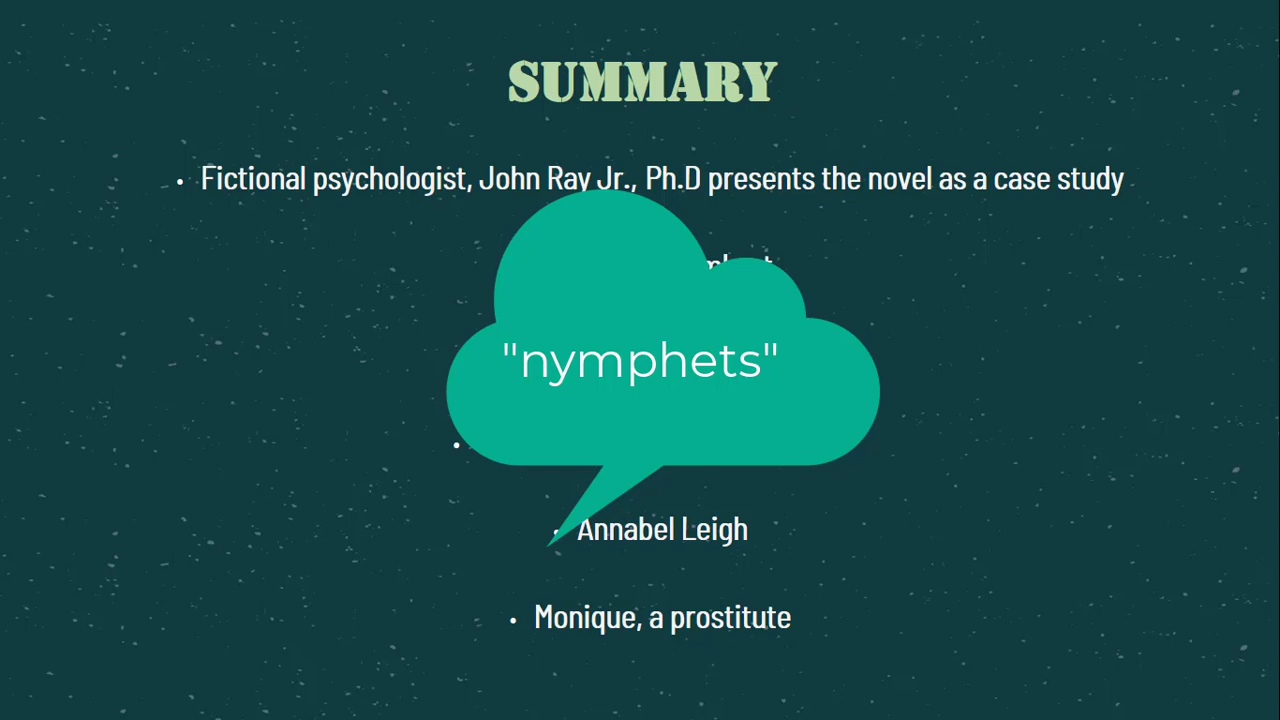 SUMMARY
• Fictional psychologist, John Ray Jr., Ph.D presents the novel as a case study
"nymphets"
•
• Annabel Leigh
• Monique, a prostitute